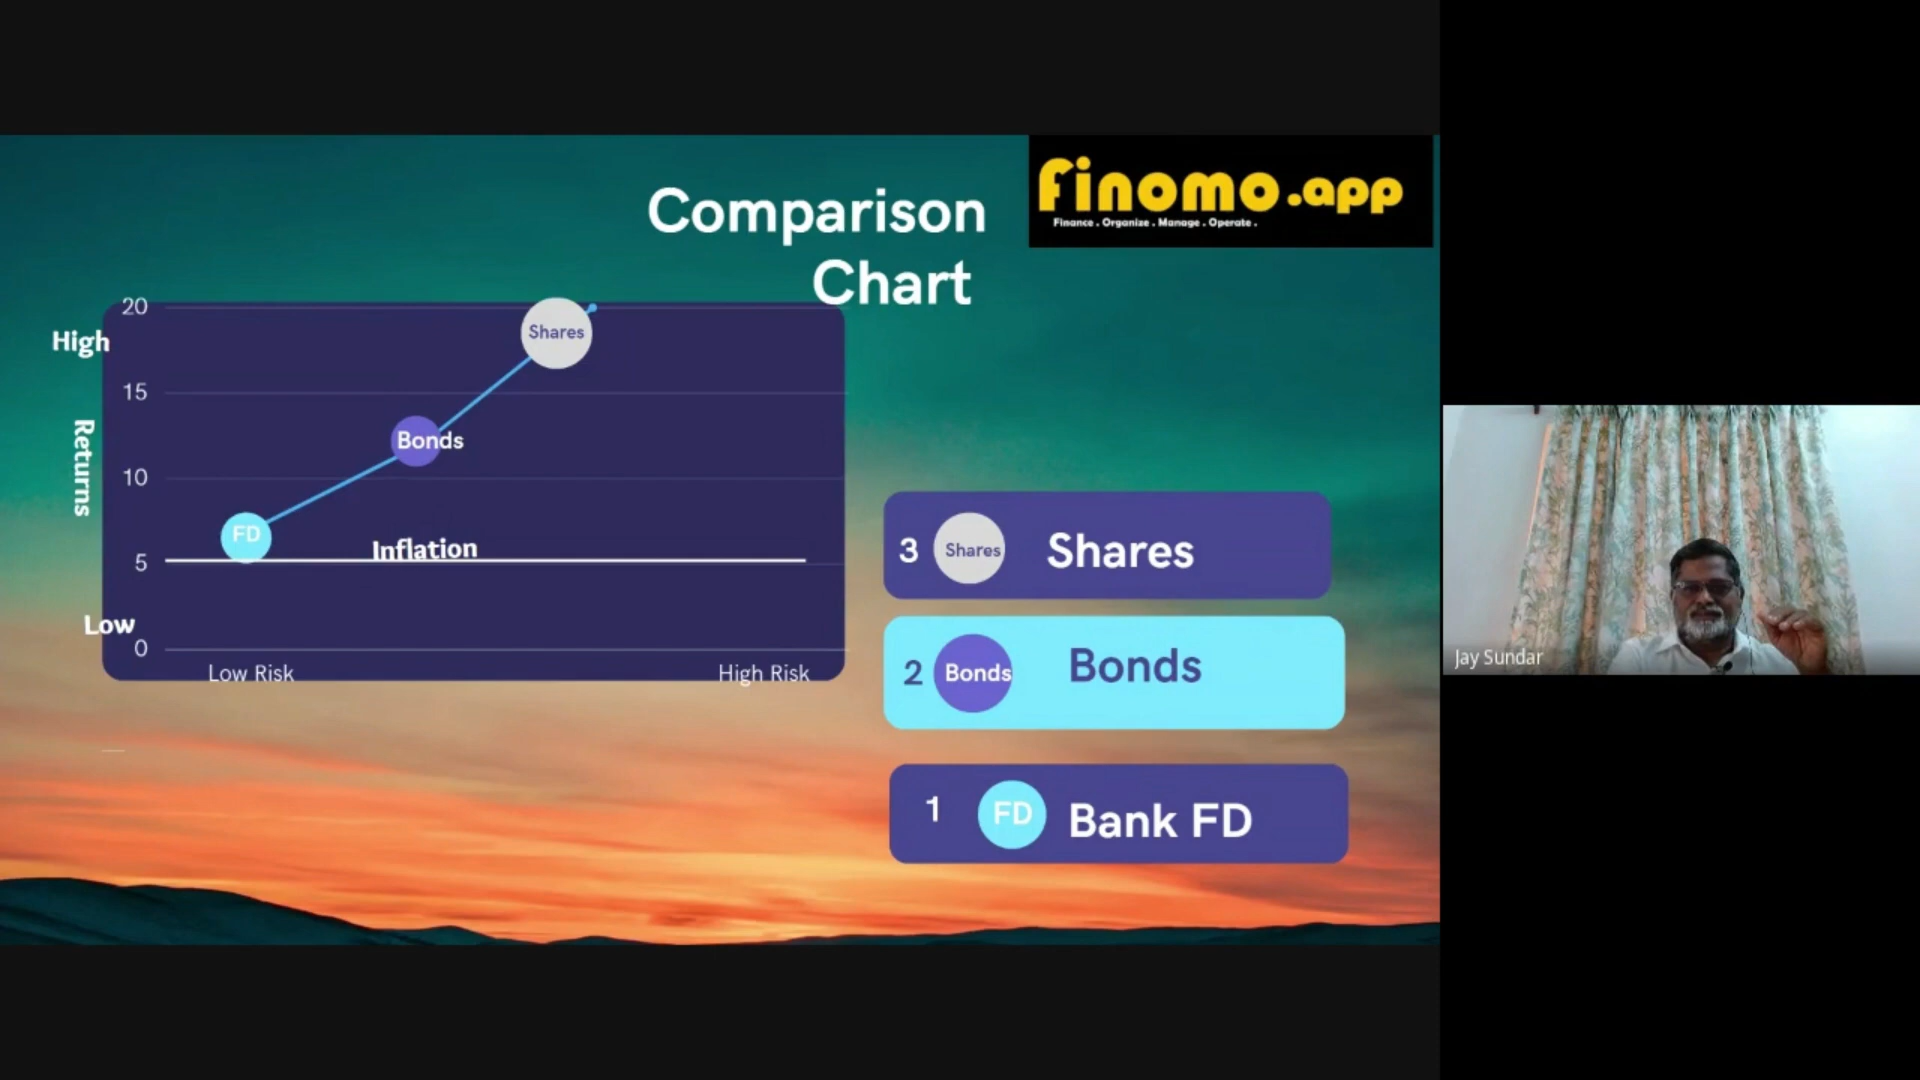 Comparison
Chart
finomo.app
Finance . Organize . Manage . Operate .
20
High
Shares
15
Returns
Bonds
10
FD
Inflation
5
Low
0
Low Risk
High Risk
3
Shares
Shares
2
Bonds
Bonds
1
FD
Bank FD
Jay Sundar